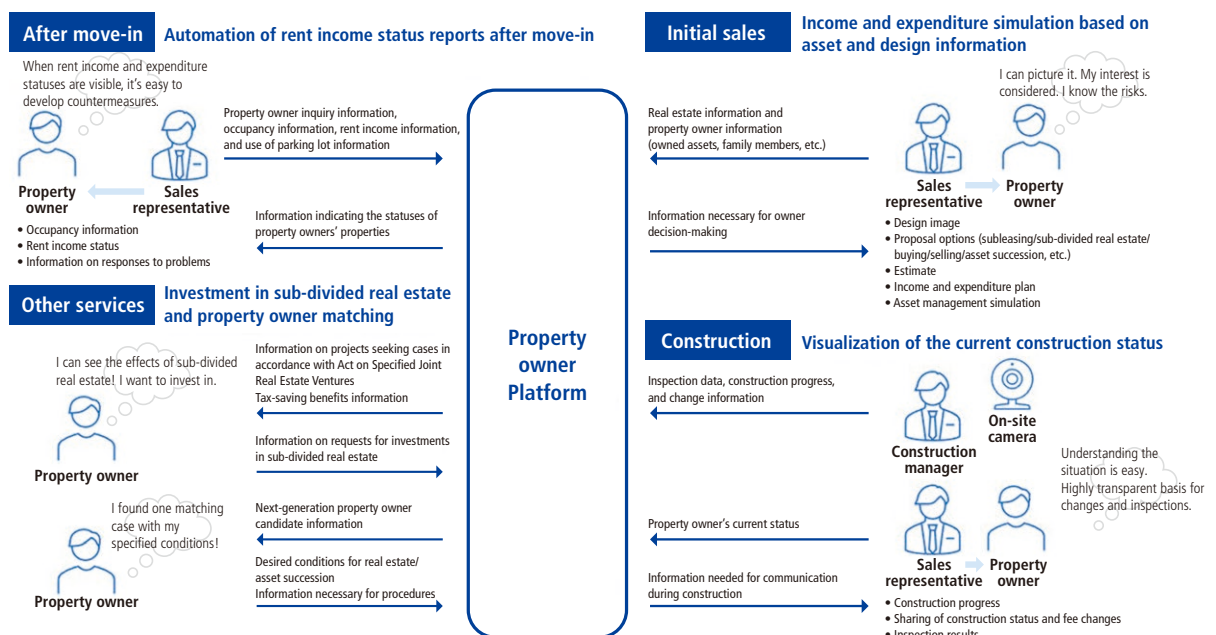 After move-in
Automation of rent income status reports after move-in
When rent income and expenditure
statuses are visible, it's easy to
develop countermeasures.
Property
owner
Sales
representative
Property owner inquiry information,
occupancy information, rent income information,
and use of parking lot information
Information indicating the statuses of
property owners' properties
• Occupancy information
• Rent income status
• Information on responses to problems
Other services
Investment in sub-divided real estate
and property owner matching
I can see the effects of sub-divided
real estate! I want to invest in.
Property owner
Information on projects seeking cases in
accordance with Act on Specified Joint
Real Estate Ventures
Tax-saving benefits information
Information on requests for investments
in sub-divided real estate
I found one matching
case with my
specified conditions!
Property owner
Next-generation property owner
candidate information
Desired conditions for real estate/
asset succession
Information necessary for procedures
Property
owner
Platform
Initial sales
Income and expenditure simulation based on
asset and design information
I can picture it. My interest is
considered. I know the risks.
Real estate information and
property owner information
(owned assets, family members, etc.)
Sales
representative
Property
owner
Information necessary for owner
decision-making
• Design image
• Proposal options (subleasing/sub-divided real estate/
buying/selling/asset succession, etc.)
• Estimate
• Income and expenditure plan
• Asset management simulation
Construction
Visualization of the current construction status
Inspection data, construction progress,
and change information
Construction
manager
On-site
camera
Understanding the
situation is easy.
Highly transparent basis for
changes and inspections.
Property owner's current status
Sales
representative
Property
owner
Information needed for communication
during construction
• Construction progress
• Sharing of construction status and fee changes
• Inspection results